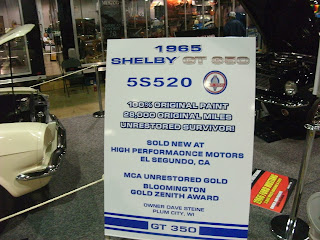 1965
SHELBY GT 350
5S520
100% ORIGINAL PAINT
28,000 ORIGINAL MILES
UNRESTORED SURVIVOR!
SOLD NEW AT
HIGH PERFORMAONCE MOTORS
EL SEGUNDO, CA
MCA UNRESTORED GOLD
BLOOMINGTON
GOLD ZENITH AWARD
OWNER DAVE STEINE
PLUM CITY, WI
GT 350